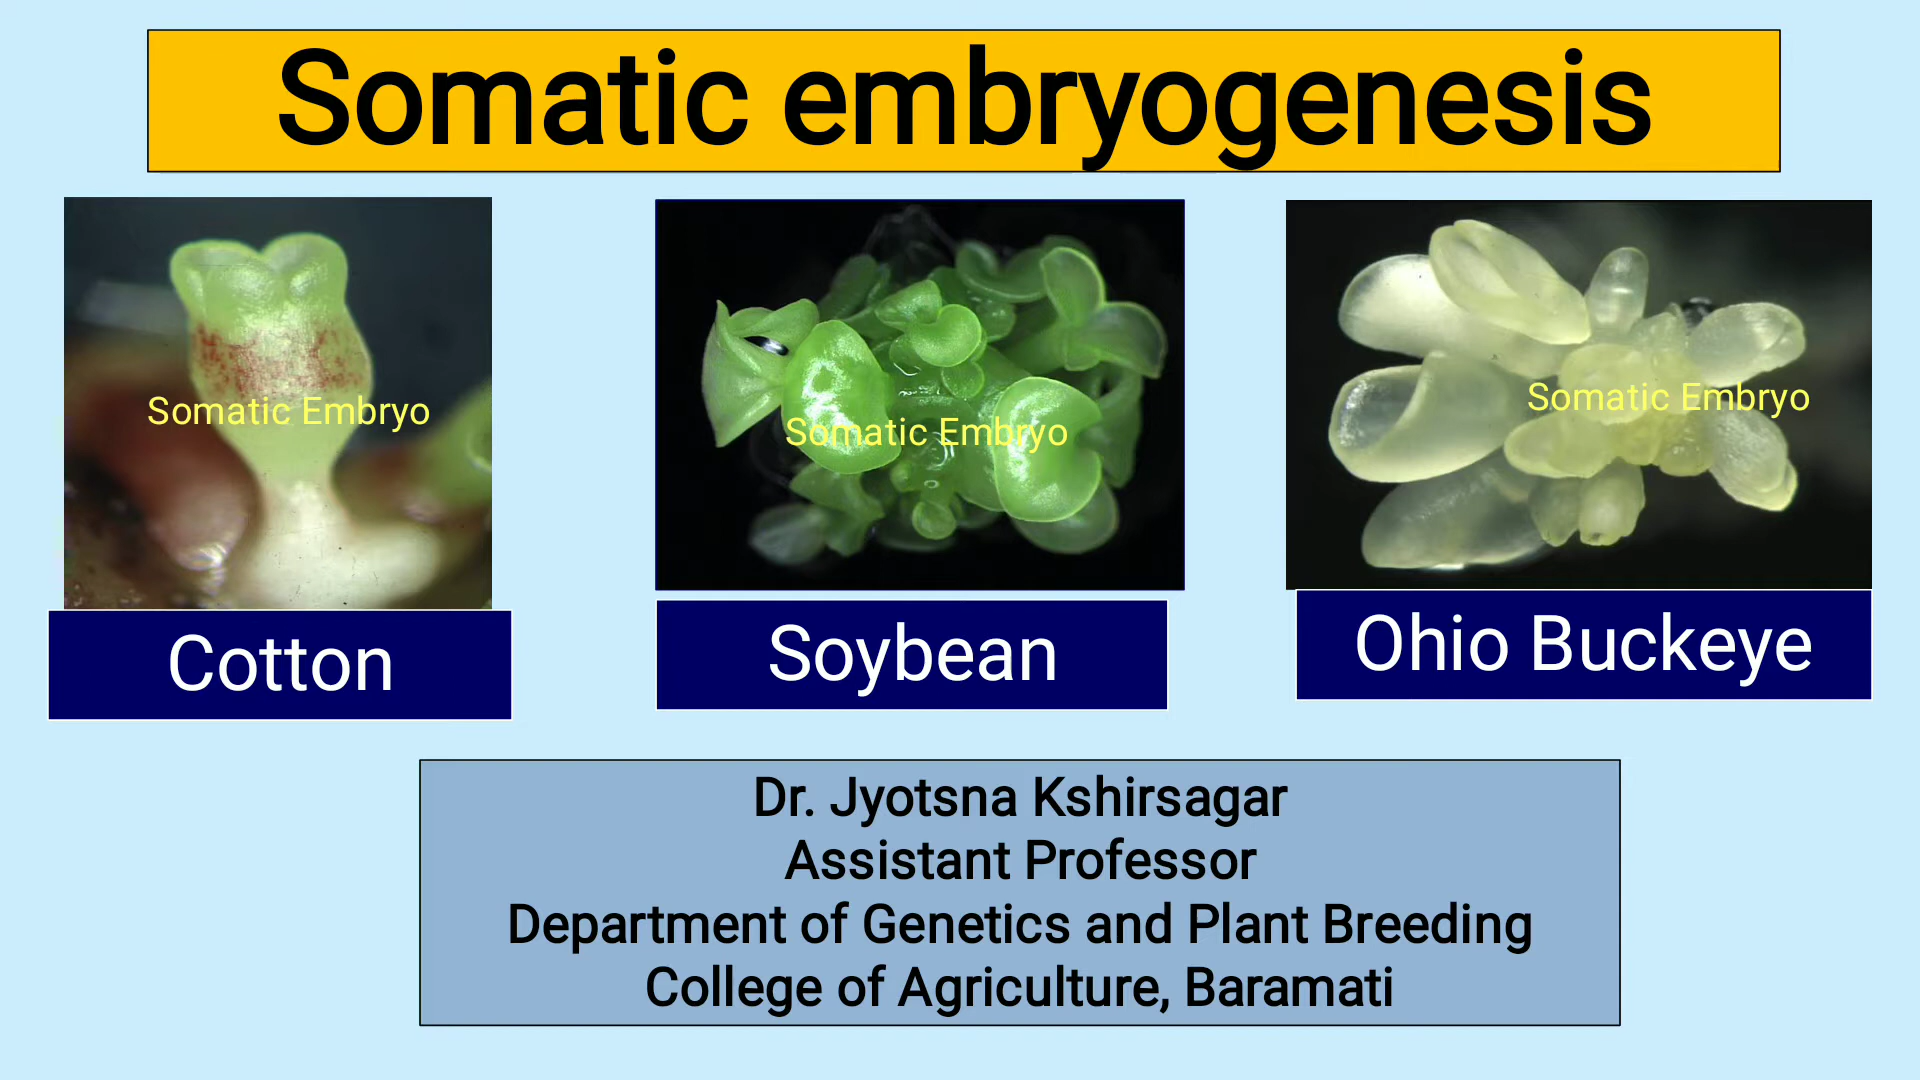 Somatic embryogenesis
Somatic Embryo
Somatic Embryo
Somatic Embryo
Cotton
Soybean
Ohio Buckeye
Dr. Jyotsna Kshirsagar
Assistant Professor
Department of Genetics and Plant Breeding
College of Agriculture, Baramati